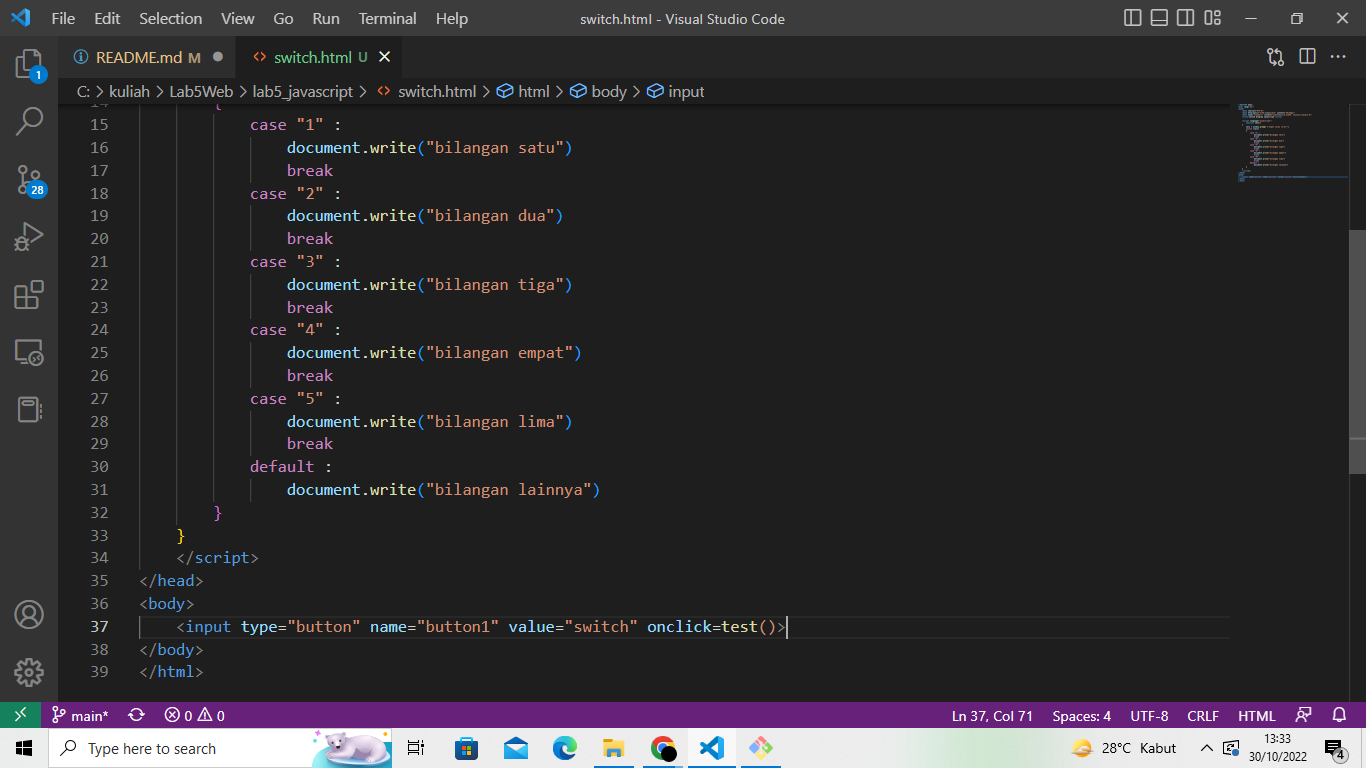 File Edit Selection View Go Run Terminal Help switch.html - Visual Studio Code
README.md M switch.html U
C: > kuliah > Lab5Web > lab5_javascript > switch.html > html > body > input
14 {
15 case "1" :
16 document.write("bilangan satu")
17 break
18 case "2" :
19 document.write("bilangan dua")
20 break
21 case "3" :
22 document.write("bilangan tiga")
23 break
24 case "4" :
25 document.write("bilangan empat")
26 break
27 case "5" :
28 document.write("bilangan lima")
29 break
30 default :
31 document.write("bilangan lainnya")
32 }
33 }
34 </script>
35 </head>
36 <body>
37 <input type="button" name="button1" value="switch" onclick=test()>
38 </body>
39 </html>
1
28
main* 0 0 Ln 37, Col 71 Spaces: 4 UTF-8 CRLF HTML
Type here to search 28°C Kabut 13:33
30/10/2022 4